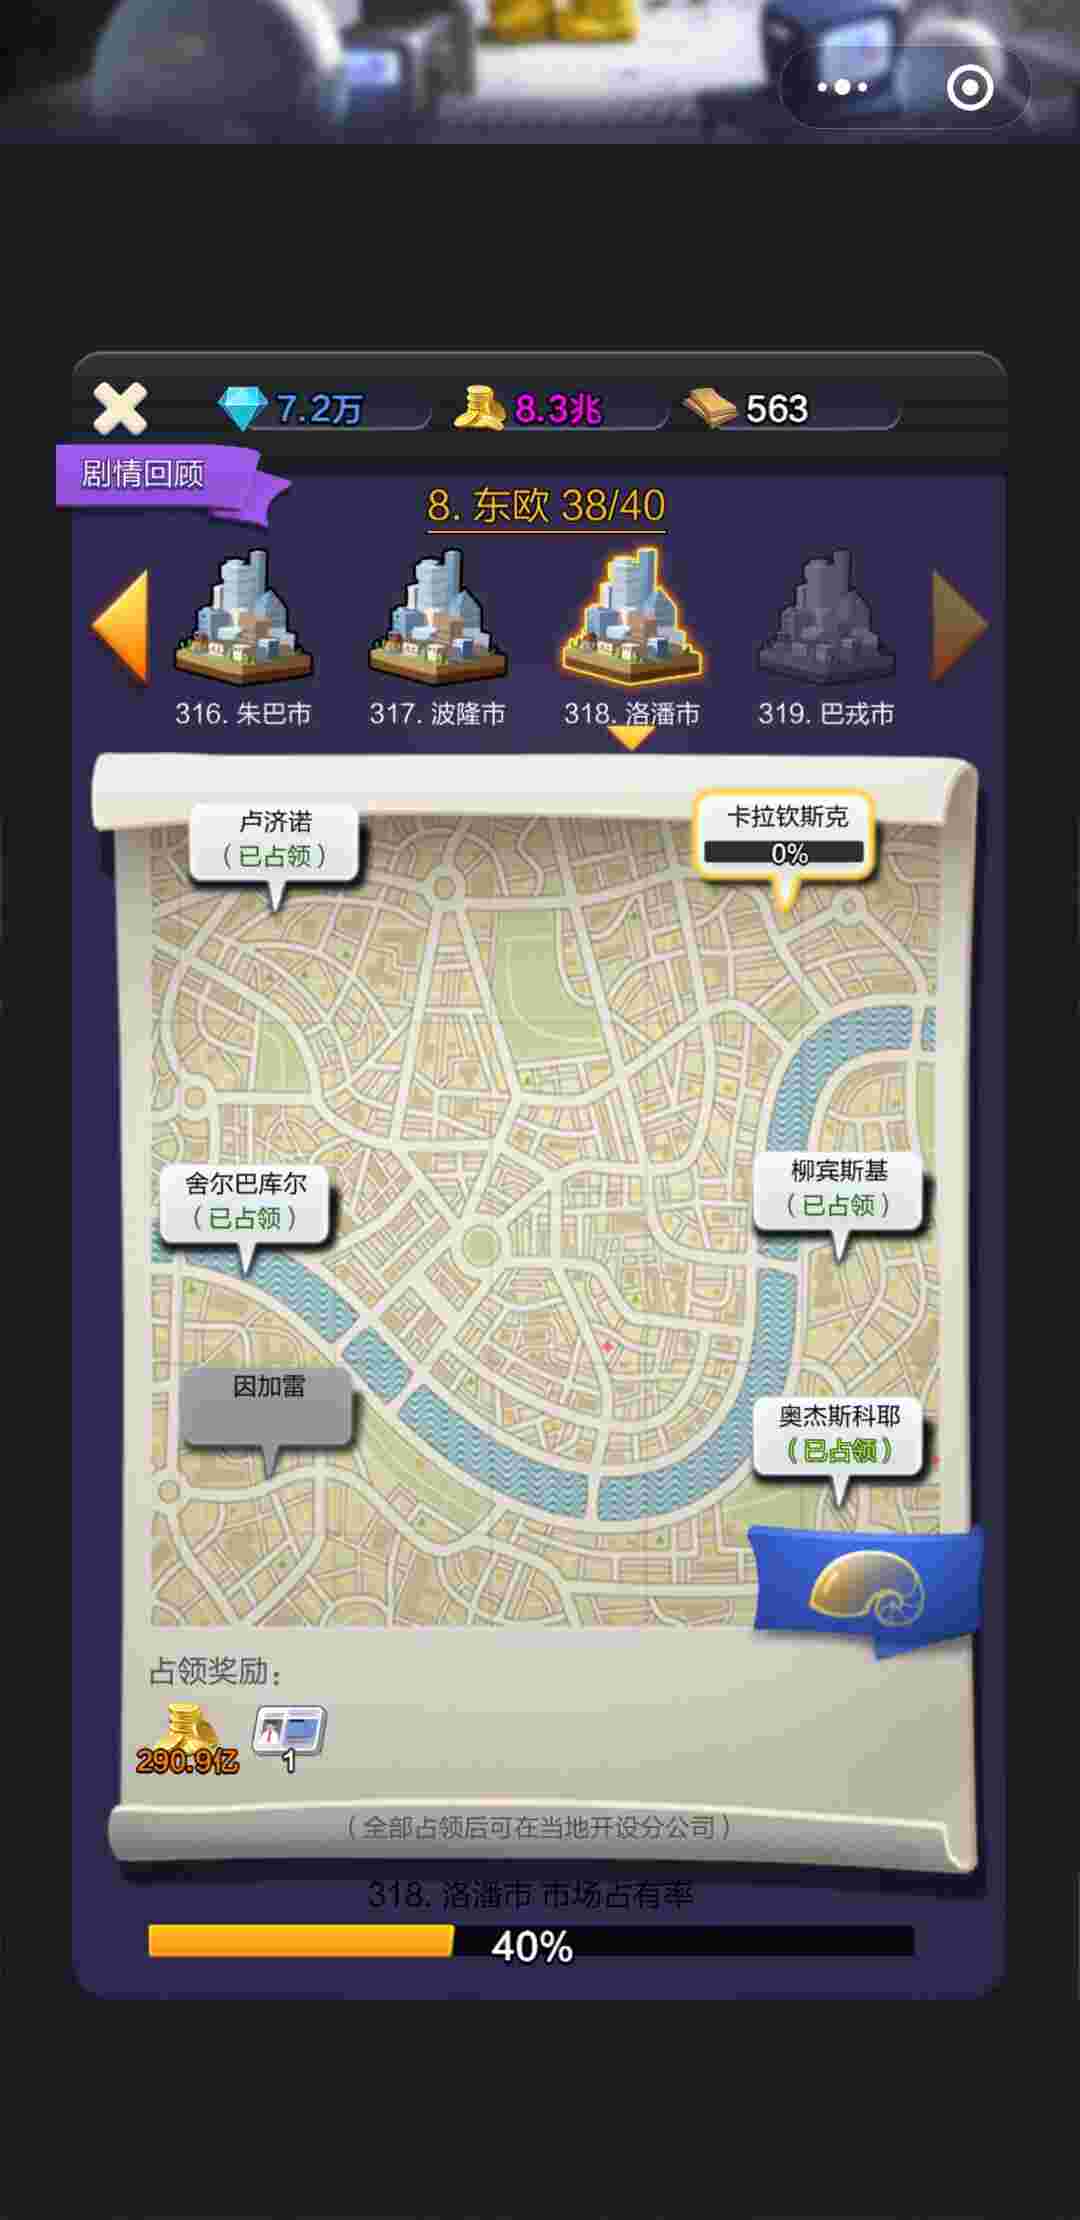 7.2万
8.3兆
563
剧情回顾
8. 东欧 38/40
316. 朱巴市
317. 波隆市
318. 洛潘市
319. 巴戎市
卢济诺
（已占领）
卡拉钦斯克
0%
舍尔巴库尔
（已占领）
柳宾斯基
（已占领）
因加雷
奥杰斯科耶
（已占领）
占领奖励：
290.9亿
1
（全部占领后可在当地开设分公司）
318. 洛潘市 市场占有率
40%